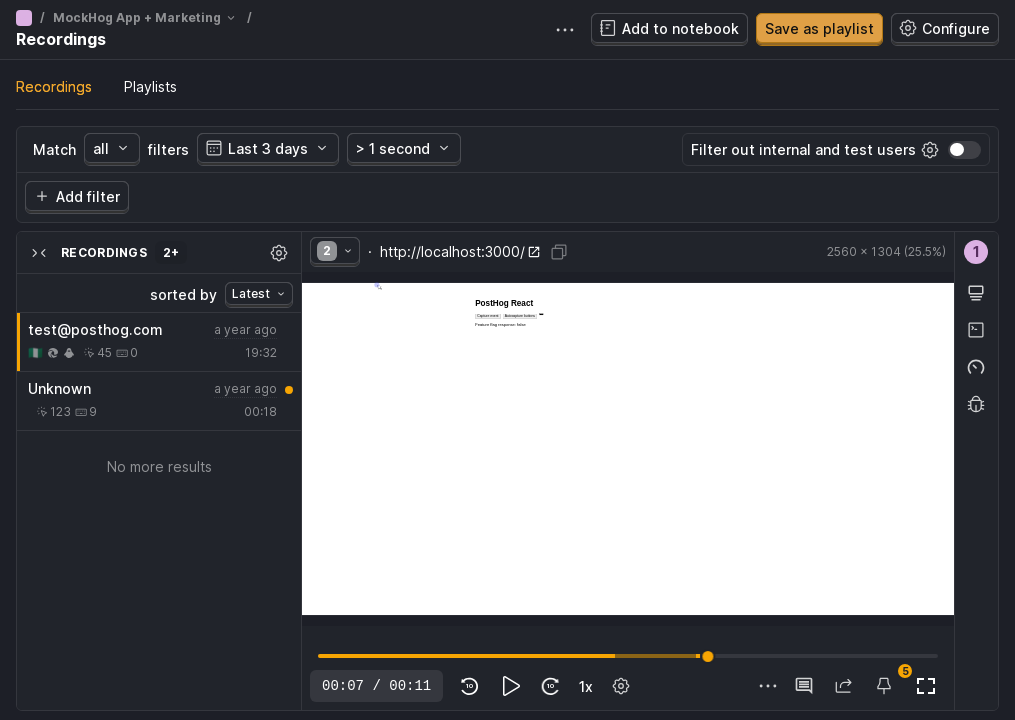 / MockHog App + Marketing /
Recordings
Add to notebook
Save as playlist
Configure
Recordings
Playlists
Match all filters
Last 3 days
> 1 second
Filter out internal and test users
Add filter
RECORDINGS 2+
sorted by Latest
test@posthog.com a year ago
45 0 19:32
Unknown a year ago
123 9 00:18
No more results
2 · http://localhost:3000/
2560 × 1304 (25.5%)
1
PostHog React
Capture event Autocapture buttons
Feature flag response: false
00:07 / 00:11
10
10
1x
5